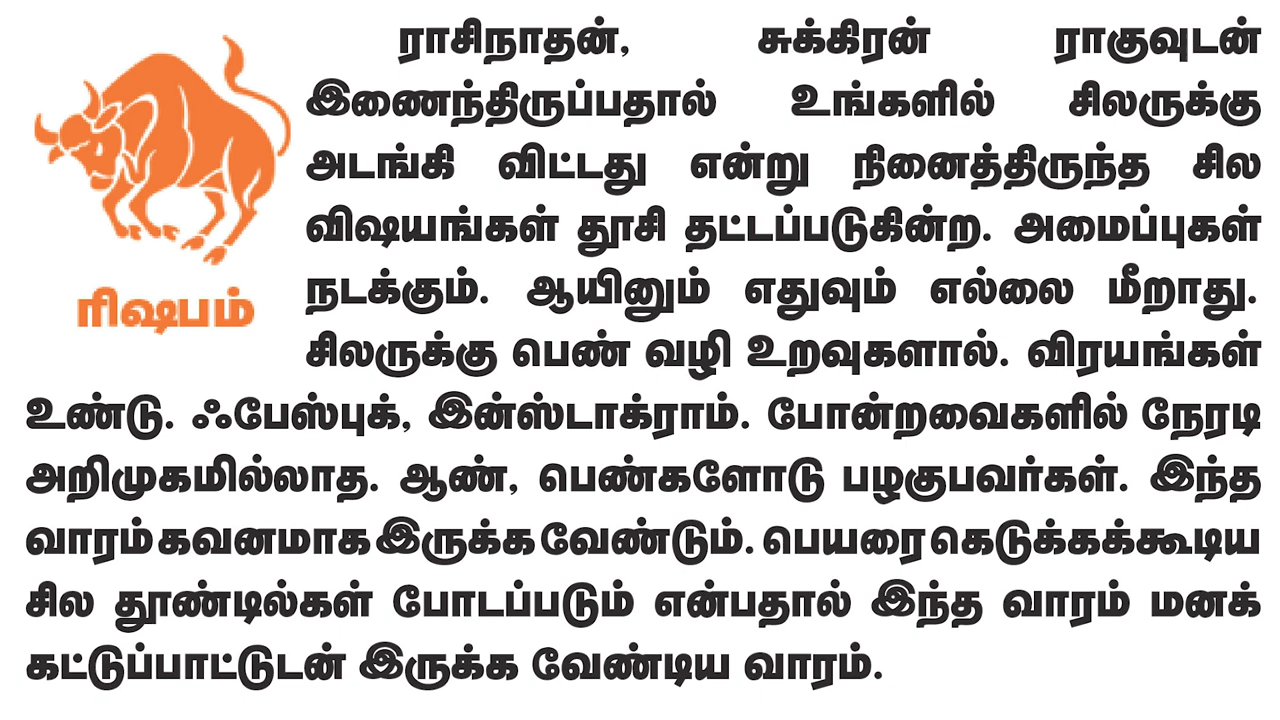 ராசிநாதன், சுக்கிரன் ராகுவுடன்
இணைந்திருப்பதால் உங்களில் சிலருக்கு
அடங்கி விட்டது என்று நினைத்திருந்த சில
விஷயங்கள் தூசி தட்டப்படுகின்ற. அமைப்புகள்
நடக்கும். ஆயினும் எதுவும் எல்லை மீறாது.
சிலருக்கு பெண் வழி உறவுகளால். விரயங்கள்
உண்டு. ஃபேஸ்புக், இன்ஸ்டாக்ராம். போன்றவைகளில் நேரடி
அறிமுகமில்லாத. ஆண், பெண்களோடு பழகுபவர்கள். இந்த
வாரம் கவனமாக இருக்க வேண்டும். பெயரை கெடுக்கக்கூடிய
சில தூண்டில்கள் போடப்படும் என்பதால் இந்த வாரம் மனக்
கட்டுப்பாட்டுடன் இருக்க வேண்டிய வாரம்.
ரிஷபம்